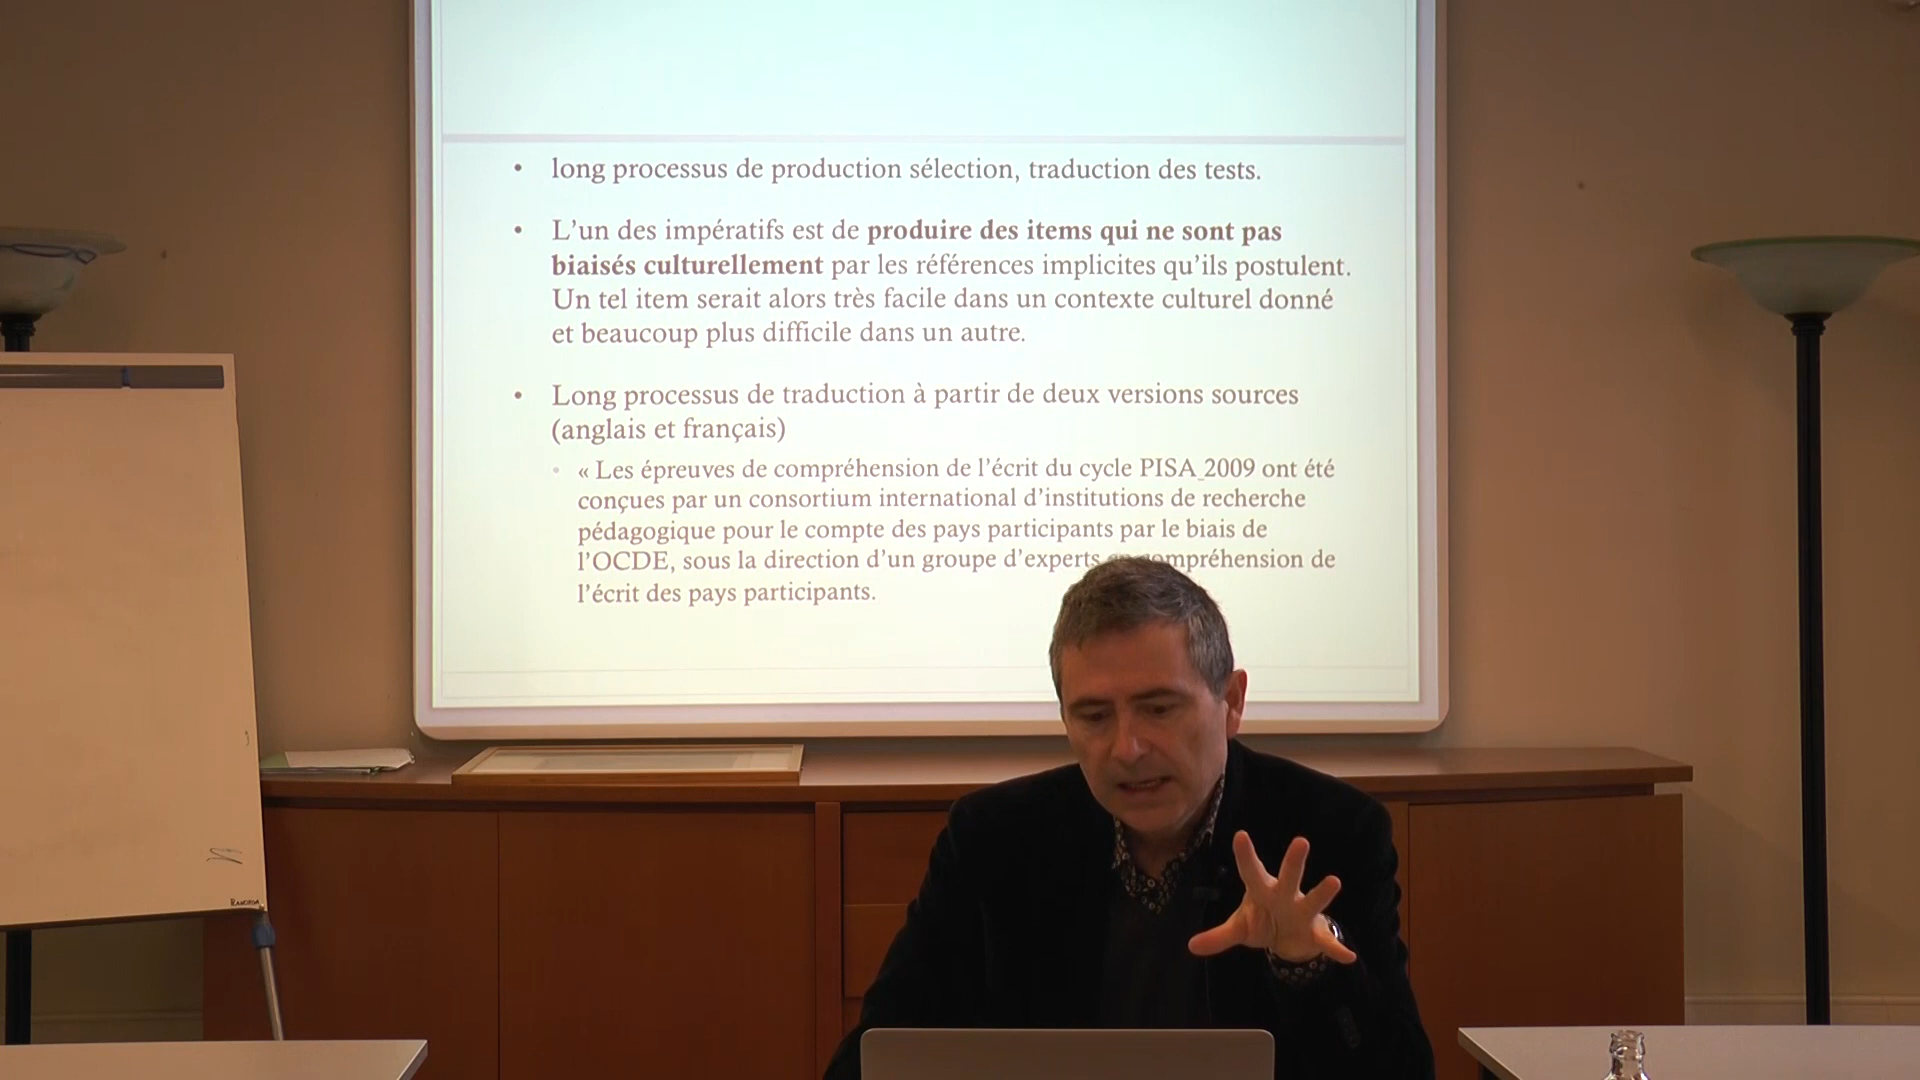 • long processus de production sélection, traduction des tests.
• L’un des impératifs est de produire des items qui ne sont pas
biaisés culturellement par les références implicites qu’ils postulent.
Un tel item serait alors très facile dans un contexte culturel donné
et beaucoup plus difficile dans un autre.
• Long processus de traduction à partir de deux versions sources
(anglais et français)
• « Les épreuves de compréhension de l’écrit du cycle PISA 2009 ont été
conçues par un consortium international d’institutions de recherche
pédagogique pour le compte des pays participants par le biais de
l’OCDE, sous la direction d’un groupe d’experts compréhension de
l’écrit des pays participants.